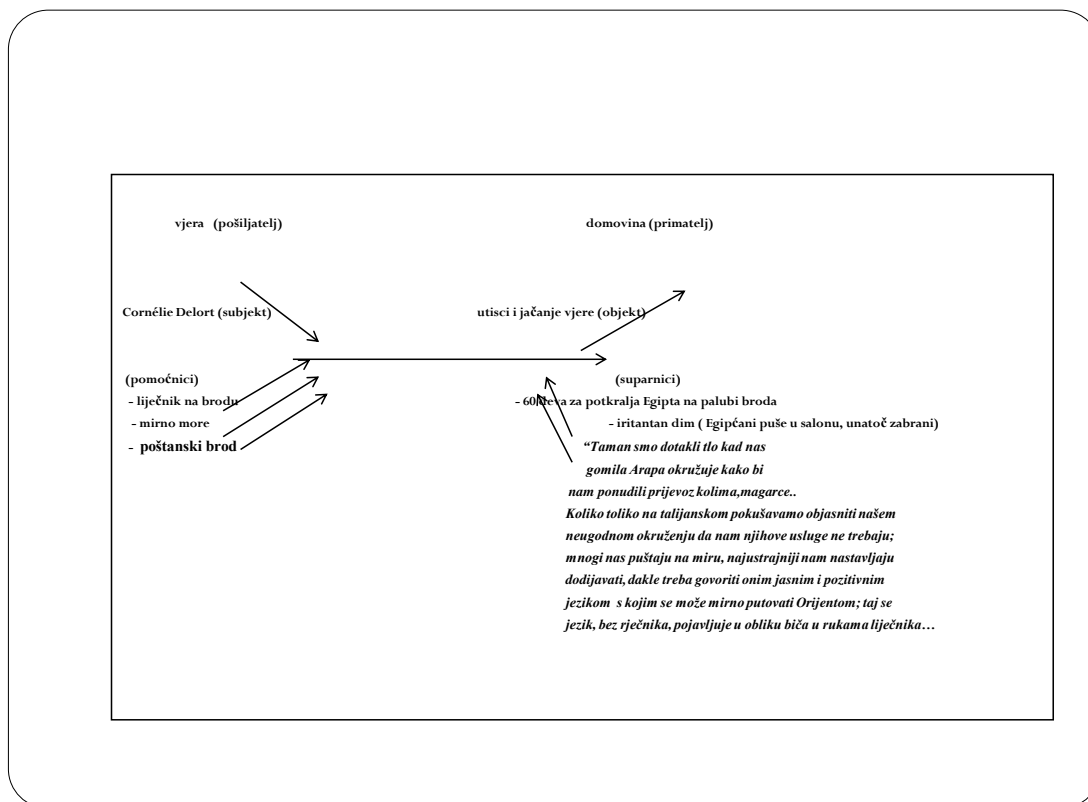 vjera (pošiljatelj)
domovina (primatelj)
Cornélie Delort (subjekt)
utisci i jačanje vjere (objekt)
(pomoćnici)
- liječnik na brodu
- mirno more
- poštanski brod
(suparnici)
- 60 deva za potkralja Egipta na palubi broda
- iritantan dim ( Egipćani puše u salonu, unatoč zabrani)
“Taman smo dotakli tlo kad nas
gomila Arapa okružuje kako bi
nam ponudili prijevoz kolima,magarce..
Koliko toliko na talijanskom pokušavamo objasniti našem
neugodnom okruženju da nam njihove usluge ne trebaju;
mnogi nas puštaju na miru, najustrajniji nam nastavljaju
dodijavati, dakle treba govoriti onim jasnim i pozitivnim
jezikom s kojim se može mirno putovati Orijentom; taj se
jezik, bez rječnika, pojavljuje u obliku biča u rukama liječnika…